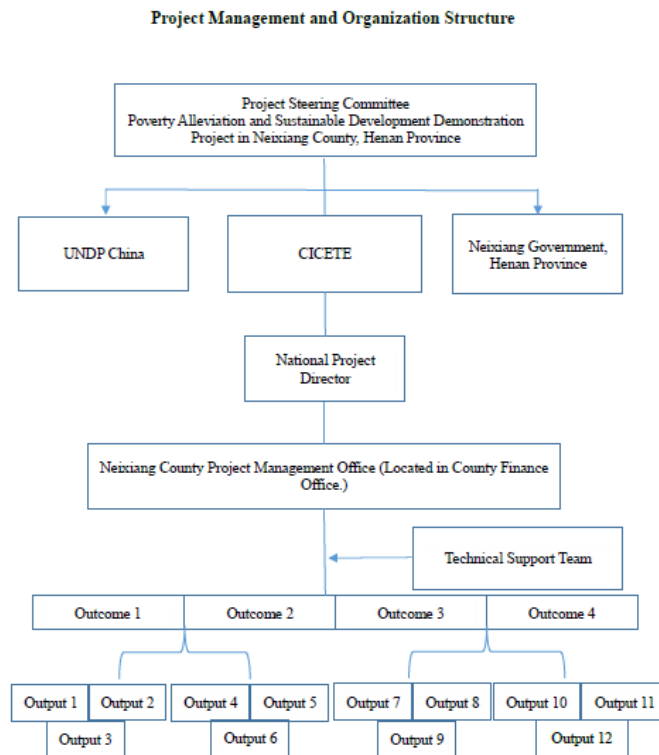 Project Management and Organization Structure
Project Steering Committee
Poverty Alleviation and Sustainable Development Demonstration
Project in Neixiang County, Henan Province
UNDP China
CICETE
Neixiang Government,
Henan Province
National Project
Director
Neixiang County Project Management Office (Located in County Finance
Office.)
Technical Support Team
Outcome 1
Outcome 2
Outcome 3
Outcome 4
Output 1
Output 2
Output 3
Output 4
Output 5
Output 6
Output 7
Output 8
Output 9
Output 10
Output 11
Output 12